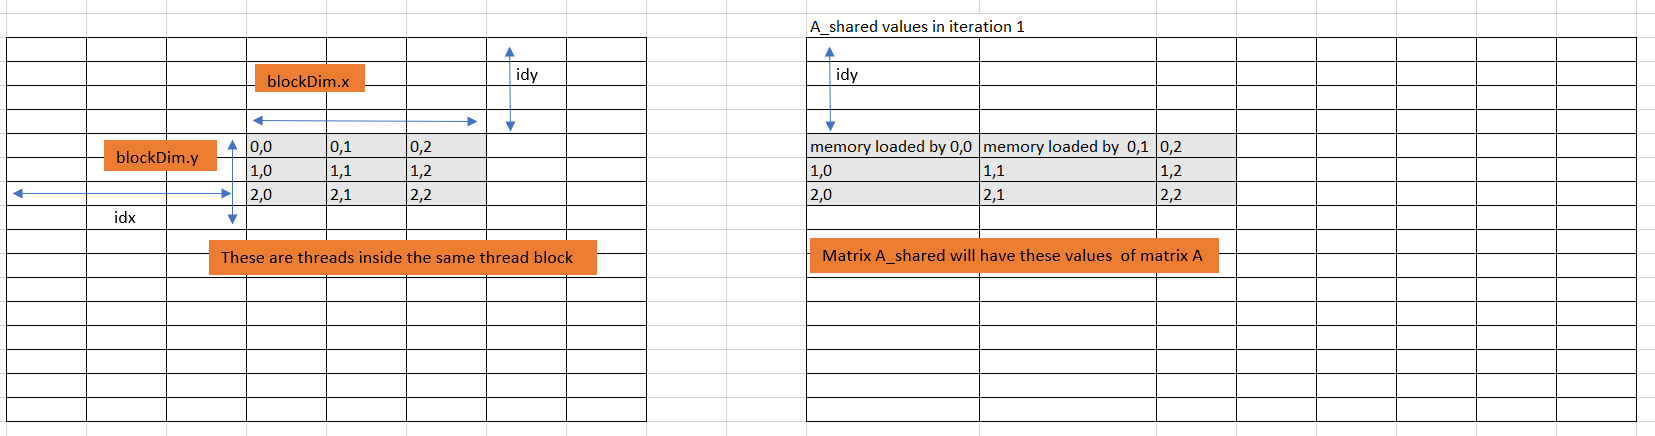 A_shared values in iteration 1
idy
idy
blockDim.x
blockDim.y
0,0 0,1 0,2
1,0 1,1 1,2
2,0 2,1 2,2
idx
These are threads inside the same thread block
memory loaded by 0,0 memory loaded by 0,1 0,2
1,0 1,1 1,2
2,0 2,1 2,2
Matrix A_shared will have these values of matrix A